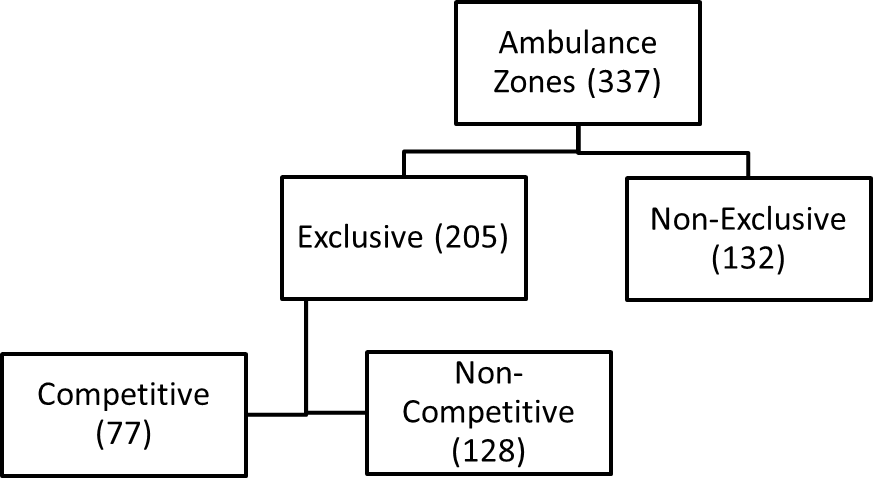 Ambulance
Zones (337)
Exclusive (205)
Non-Exclusive
(132)
Competitive
(77)
Non-
Competitive
(128)